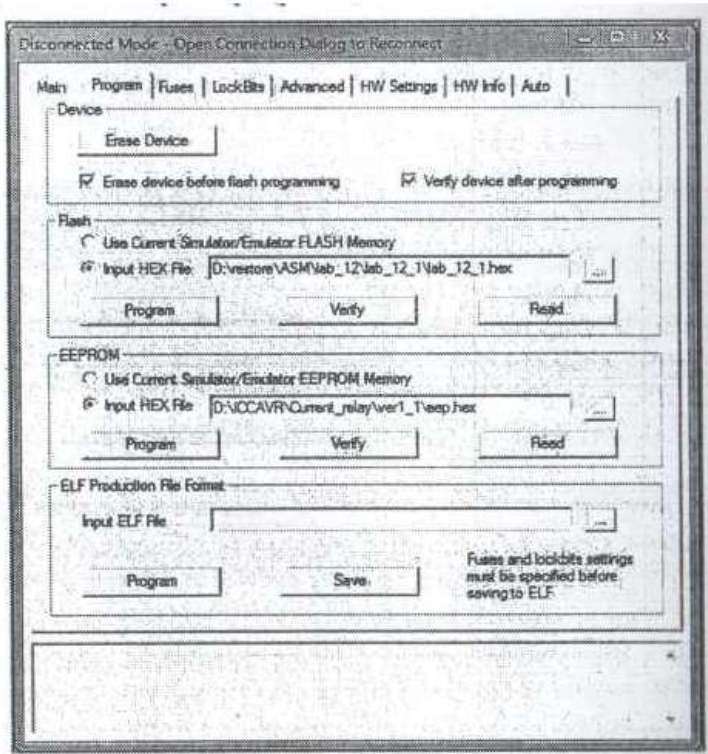 Disconnected Mode - Open Connection Dialog to Reconnect
Main Program Fuses LockBits Advanced HW Settings HW Info Auto
Device
Erase Device
Erase device before flash programming Verify device after programming
Flash
Use Current Simulator/Emulator FLASH Memory
Input HEX File D:\restore\ASM\lab_12\lab_12_1\lab_12_1.hex ...
Program Verify Read
EEPROM
Use Current Simulator/Emulator EEPROM Memory
Input HEX File D:\ICCAVR\Current_relay\ver1_1\eep.hex ...
Program Verify Read
ELF Production File Format
Input ELF File ...
Fuses and lockbits settings
must be specified before
saving to ELF
Program Save